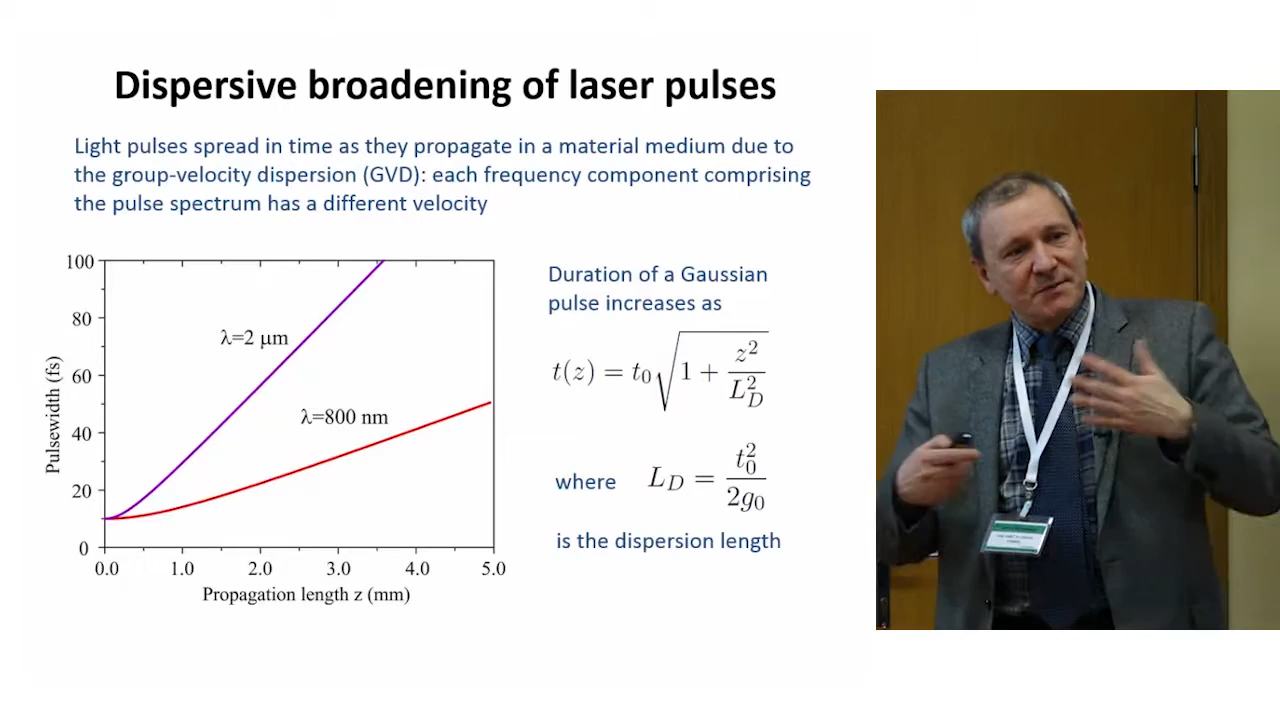 Dispersive broadening of laser pulses
Light pulses spread in time as they propagate in a material medium due to
the group-velocity dispersion (GVD): each frequency component comprising
the pulse spectrum has a different velocity
100
80
60
40
20
0
Pulsewidth (fs)
λ=2 μm
λ=800 nm
0.0 1.0 2.0 3.0 4.0 5.0
Propagation length z (mm)
Duration of a Gaussian
pulse increases as
t(z) = t₀√(1 + z²/L_D²)
where L_D = t₀²/2g₀
is the dispersion length